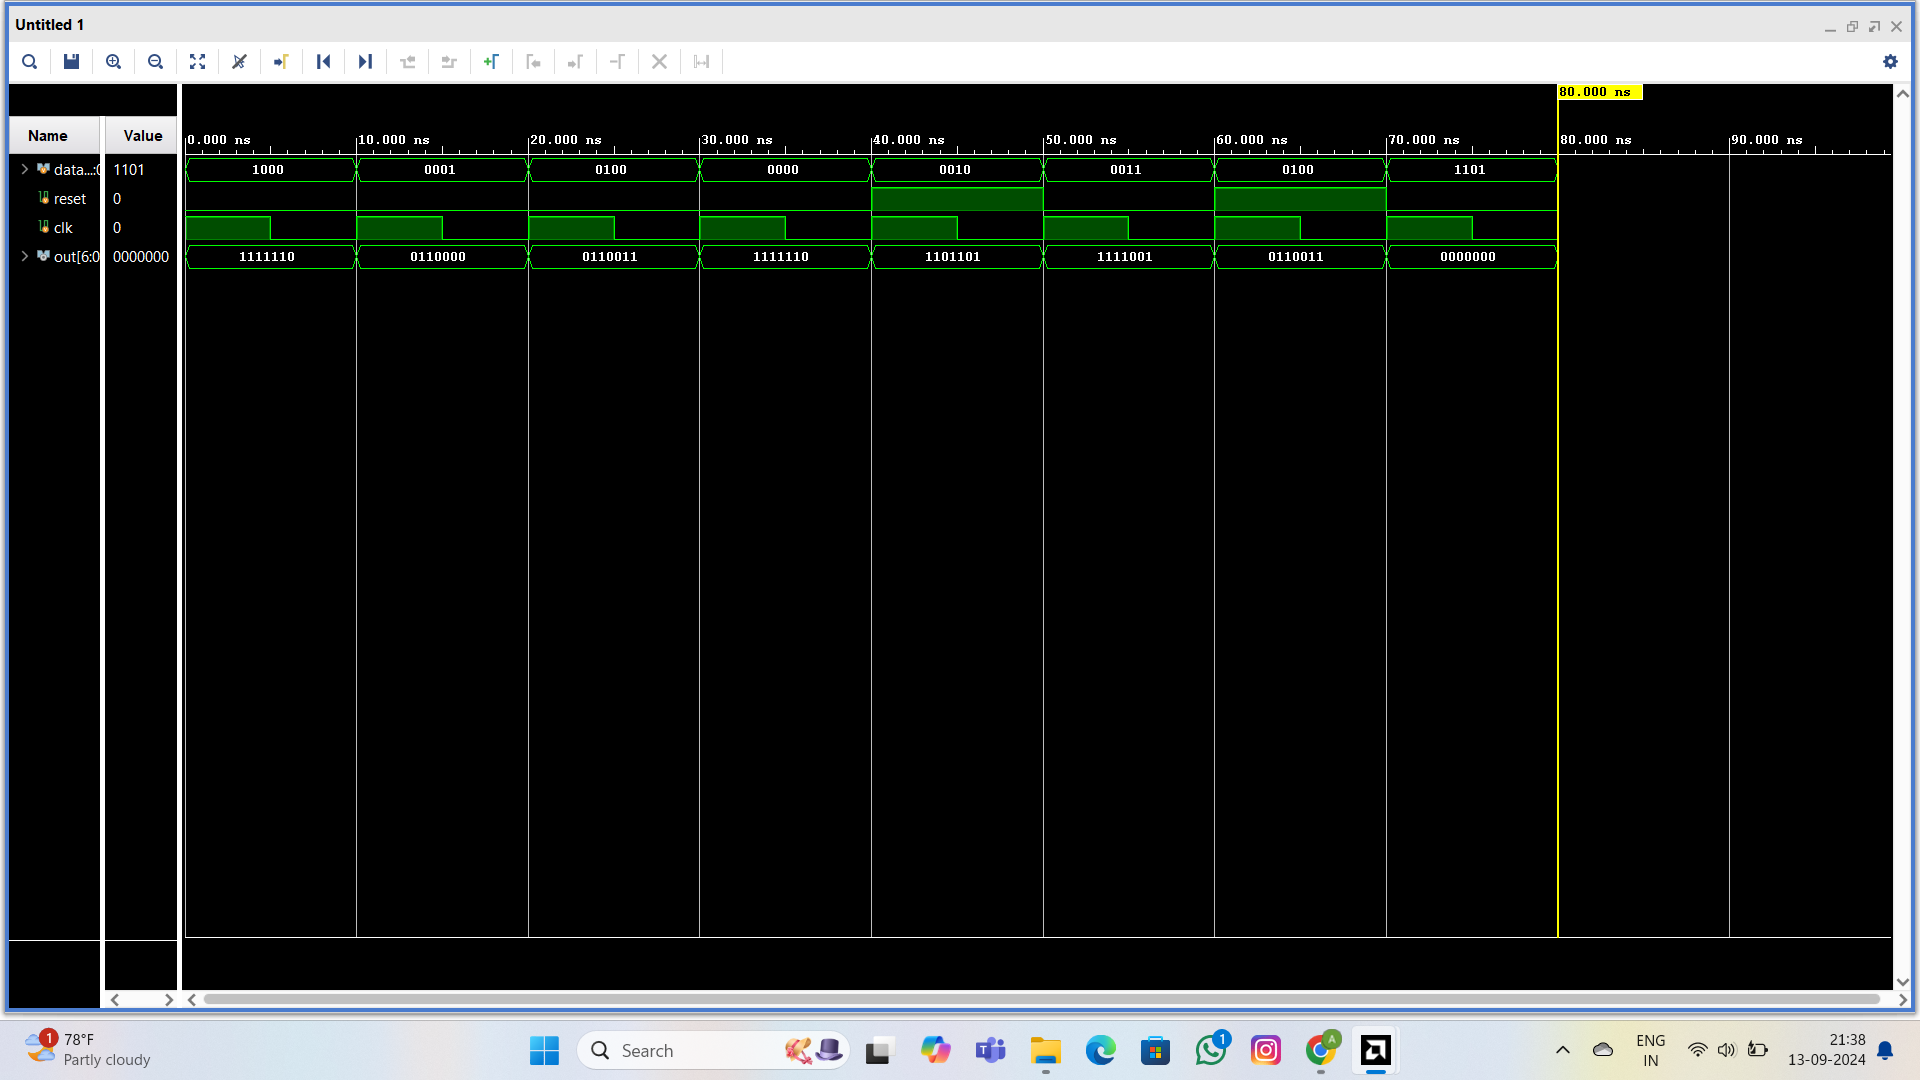 Untitled 1
80.000 ns
Name Value
0.000 ns 10.000 ns 20.000 ns 30.000 ns 40.000 ns 50.000 ns 60.000 ns 70.000 ns 80.000 ns 90.000 ns
data...:0 1101 1000 0001 0100 0000 0010 0011 0100 1101
reset 0
clk 0
out[6:0 0000000 1111110 0110000 0110011 1111110 1101101 1111001 0110011 0000000
1
78°F
Partly cloudy
Search
1
A
ENG
IN
21:38
13-09-2024